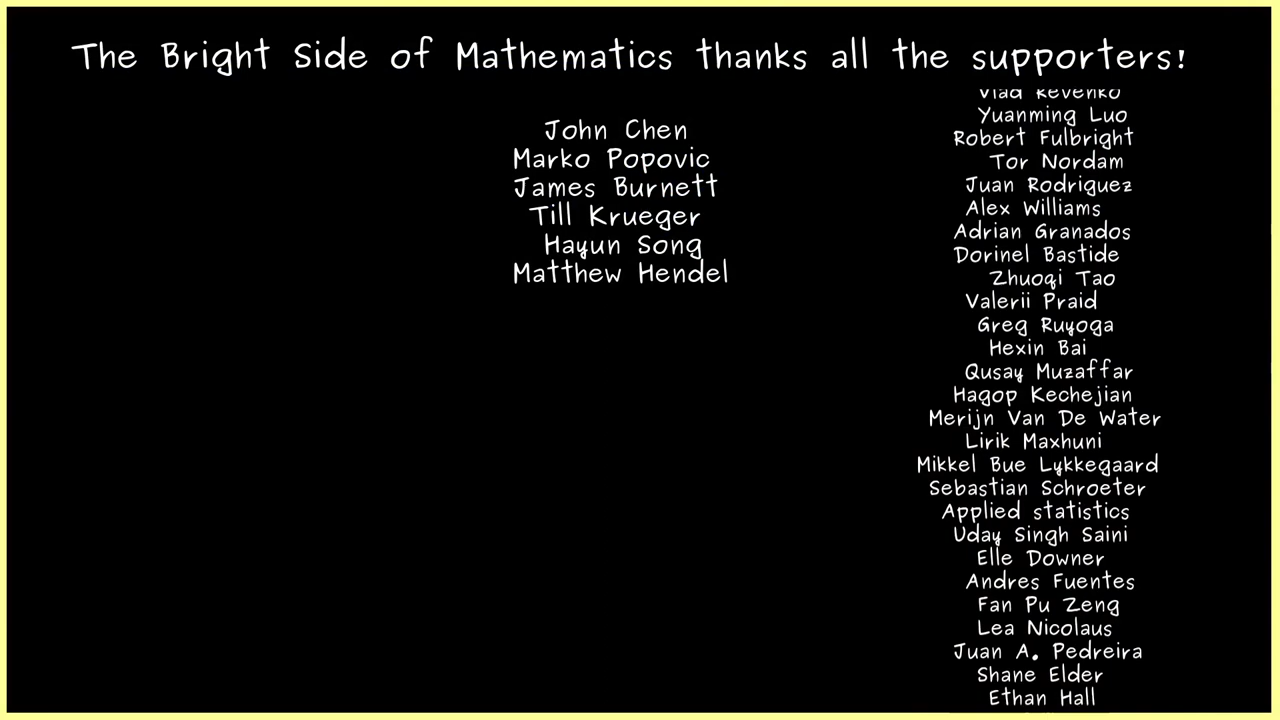 The Bright Side of Mathematics thanks all the supporters!
John Chen
Marko Popovic
James Burnett
Till Krueger
Hayun Song
Matthew Hendel
Vlad Revenko
Yuanming Luo
Robert Fulbright
Tor Nordam
Juan Rodriguez
Alex Williams
Adrian Granados
Dorinel Bastide
Zhuoqi Tao
Valerii Praid
Greg Ruyoga
Hexin Bai
Qusay Muzaffar
Hagop Kechejian
Merijn Van De Water
Lirik Maxhuni
Mikkel Bue Lykkegaard
Sebastian Schroeter
Applied statistics
Uday Singh Saini
Elle Downer
Andres Fuentes
Fan Pu Zeng
Lea Nicolaus
Juan A. Pedreira
Shane Elder
Ethan Hall